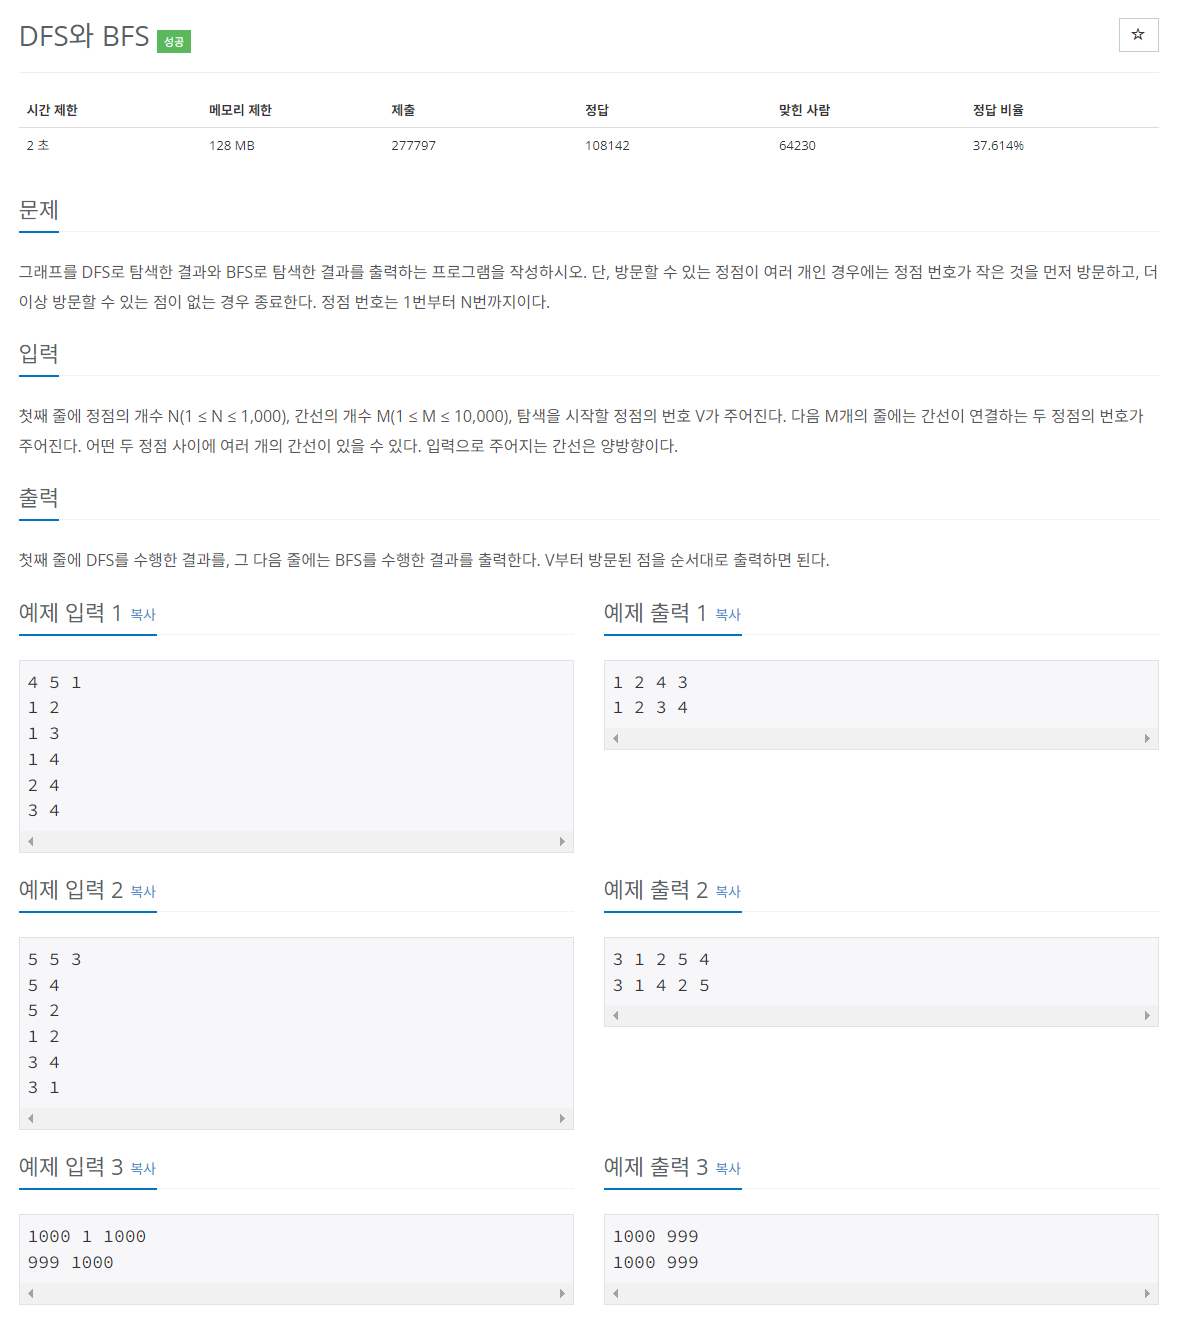 DFS와 BFS 성공
☆
시간 제한 메모리 제한 제출 정답 맞힌 사람 정답 비율
2 초 128 MB 277797 108142 64230 37.614%
문제
그래프를 DFS로 탐색한 결과와 BFS로 탐색한 결과를 출력하는 프로그램을 작성하시오. 단, 방문할 수 있는 정점이 여러 개인 경우에는 정점 번호가 작은 것을 먼저 방문하고, 더
이상 방문할 수 있는 점이 없는 경우 종료한다. 정점 번호는 1번부터 N번까지이다.
입력
첫째 줄에 정점의 개수 N(1 ≤ N ≤ 1,000), 간선의 개수 M(1 ≤ M ≤ 10,000), 탐색을 시작할 정점의 번호 V가 주어진다. 다음 M개의 줄에는 간선이 연결하는 두 정점의 번호가
주어진다. 어떤 두 정점 사이에 여러 개의 간선이 있을 수 있다. 입력으로 주어지는 간선은 양방향이다.
출력
첫째 줄에 DFS를 수행한 결과를, 그 다음 줄에는 BFS를 수행한 결과를 출력한다. V부터 방문된 점을 순서대로 출력하면 된다.
예제 입력 1 복사
4 5 1
1 2
1 3
1 4
2 4
3 4
예제 출력 1 복사
1 2 4 3
1 2 3 4
예제 입력 2 복사
5 5 3
5 4
5 2
1 2
3 4
3 1
예제 출력 2 복사
3 1 2 5 4
3 1 4 2 5
예제 입력 3 복사
1000 1 1000
999 1000
예제 출력 3 복사
1000 999
1000 999